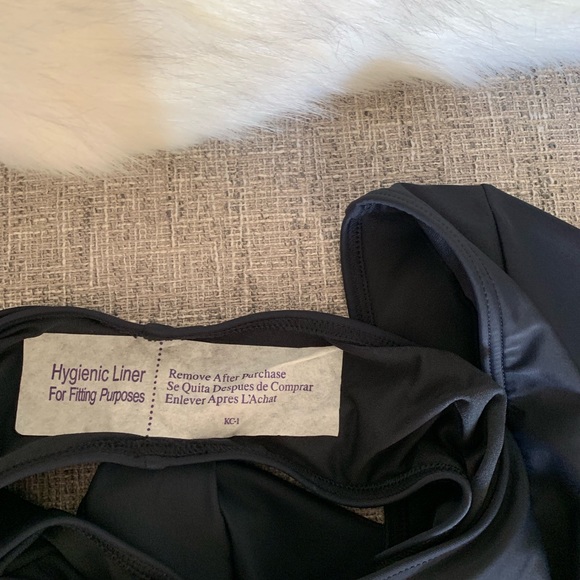 Hygienic Liner
For Fitting Purposes
Remove After Purchase
Se Quita Despues de Comprar
Enlever Apres L'Achat
KC-1